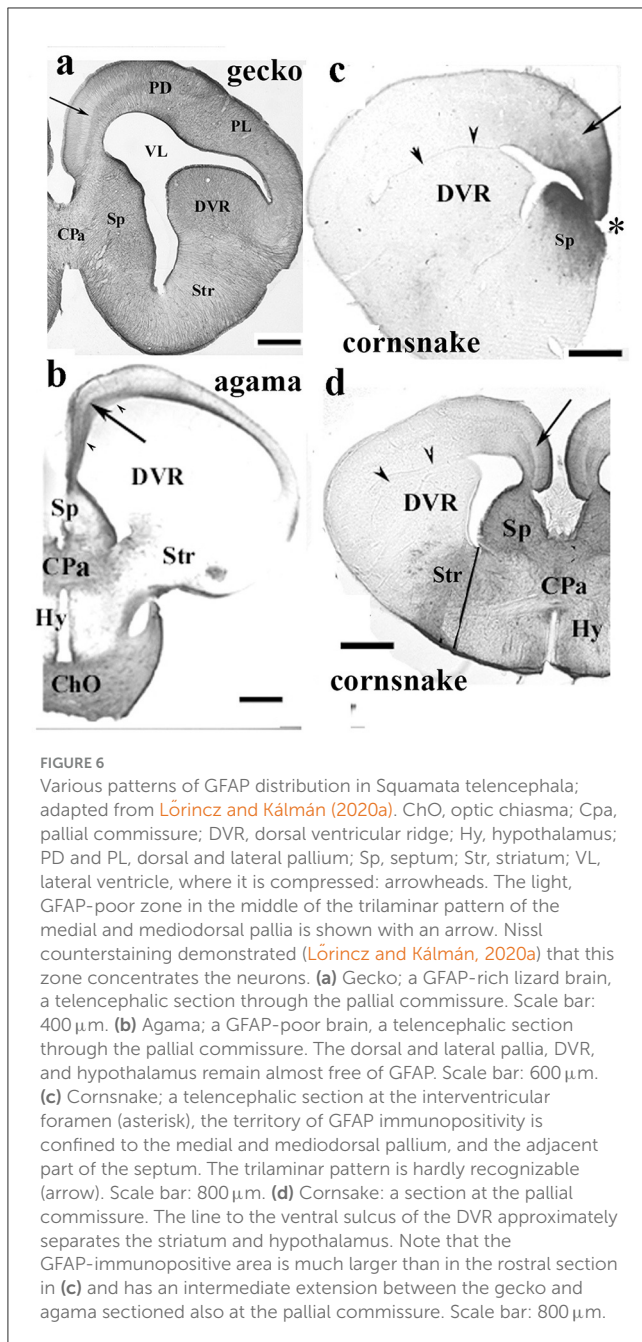 a
gecko
PD
PL
VL
DVR
Sp
CPa
Str
c
DVR
Sp
*
cornsnake
b
agama
DVR
Sp
CPa
Str
Hy
ChO
d
DVR
Sp
Str
CPa
Hy
cornsnake
FIGURE 6
Various patterns of GFAP distribution in Squamata telencephala;
adapted from Lőrincz and Kálmán (2020a). ChO, optic chiasma; Cpa,
pallial commissure; DVR, dorsal ventricular ridge; Hy, hypothalamus;
PD and PL, dorsal and lateral pallium; Sp, septum; Str, striatum; VL,
lateral ventricle, where it is compressed: arrowheads. The light,
GFAP-poor zone in the middle of the trilaminar pattern of the
medial and mediodorsal pallia is shown with an arrow. Nissl
counterstaining demonstrated (Lőrincz and Kálmán, 2020a) that this
zone concentrates the neurons. (a) Gecko; a GFAP-rich lizard brain,
a telencephalic section through the pallial commissure. Scale bar:
400 μm. (b) Agama; a GFAP-poor brain, a telencephalic section
through the pallial commissure. The dorsal and lateral pallia, DVR,
and hypothalamus remain almost free of GFAP. Scale bar: 600 μm.
(c) Cornsnake; a telencephalic section at the interventricular
foramen (asterisk), the territory of GFAP immunopositivity is
confined to the medial and mediodorsal pallium, and the adjacent
part of the septum. The trilaminar pattern is hardly recognizable
(arrow). Scale bar: 800 μm. (d) Cornsake: a section at the pallial
commissure. The line to the ventral sulcus of the DVR approximately
separates the striatum and hypothalamus. Note that the
GFAP-immunopositive area is much larger than in the rostral section
in (c) and has an intermediate extension between the gecko and
agama sectioned also at the pallial commissure. Scale bar: 800 μm.